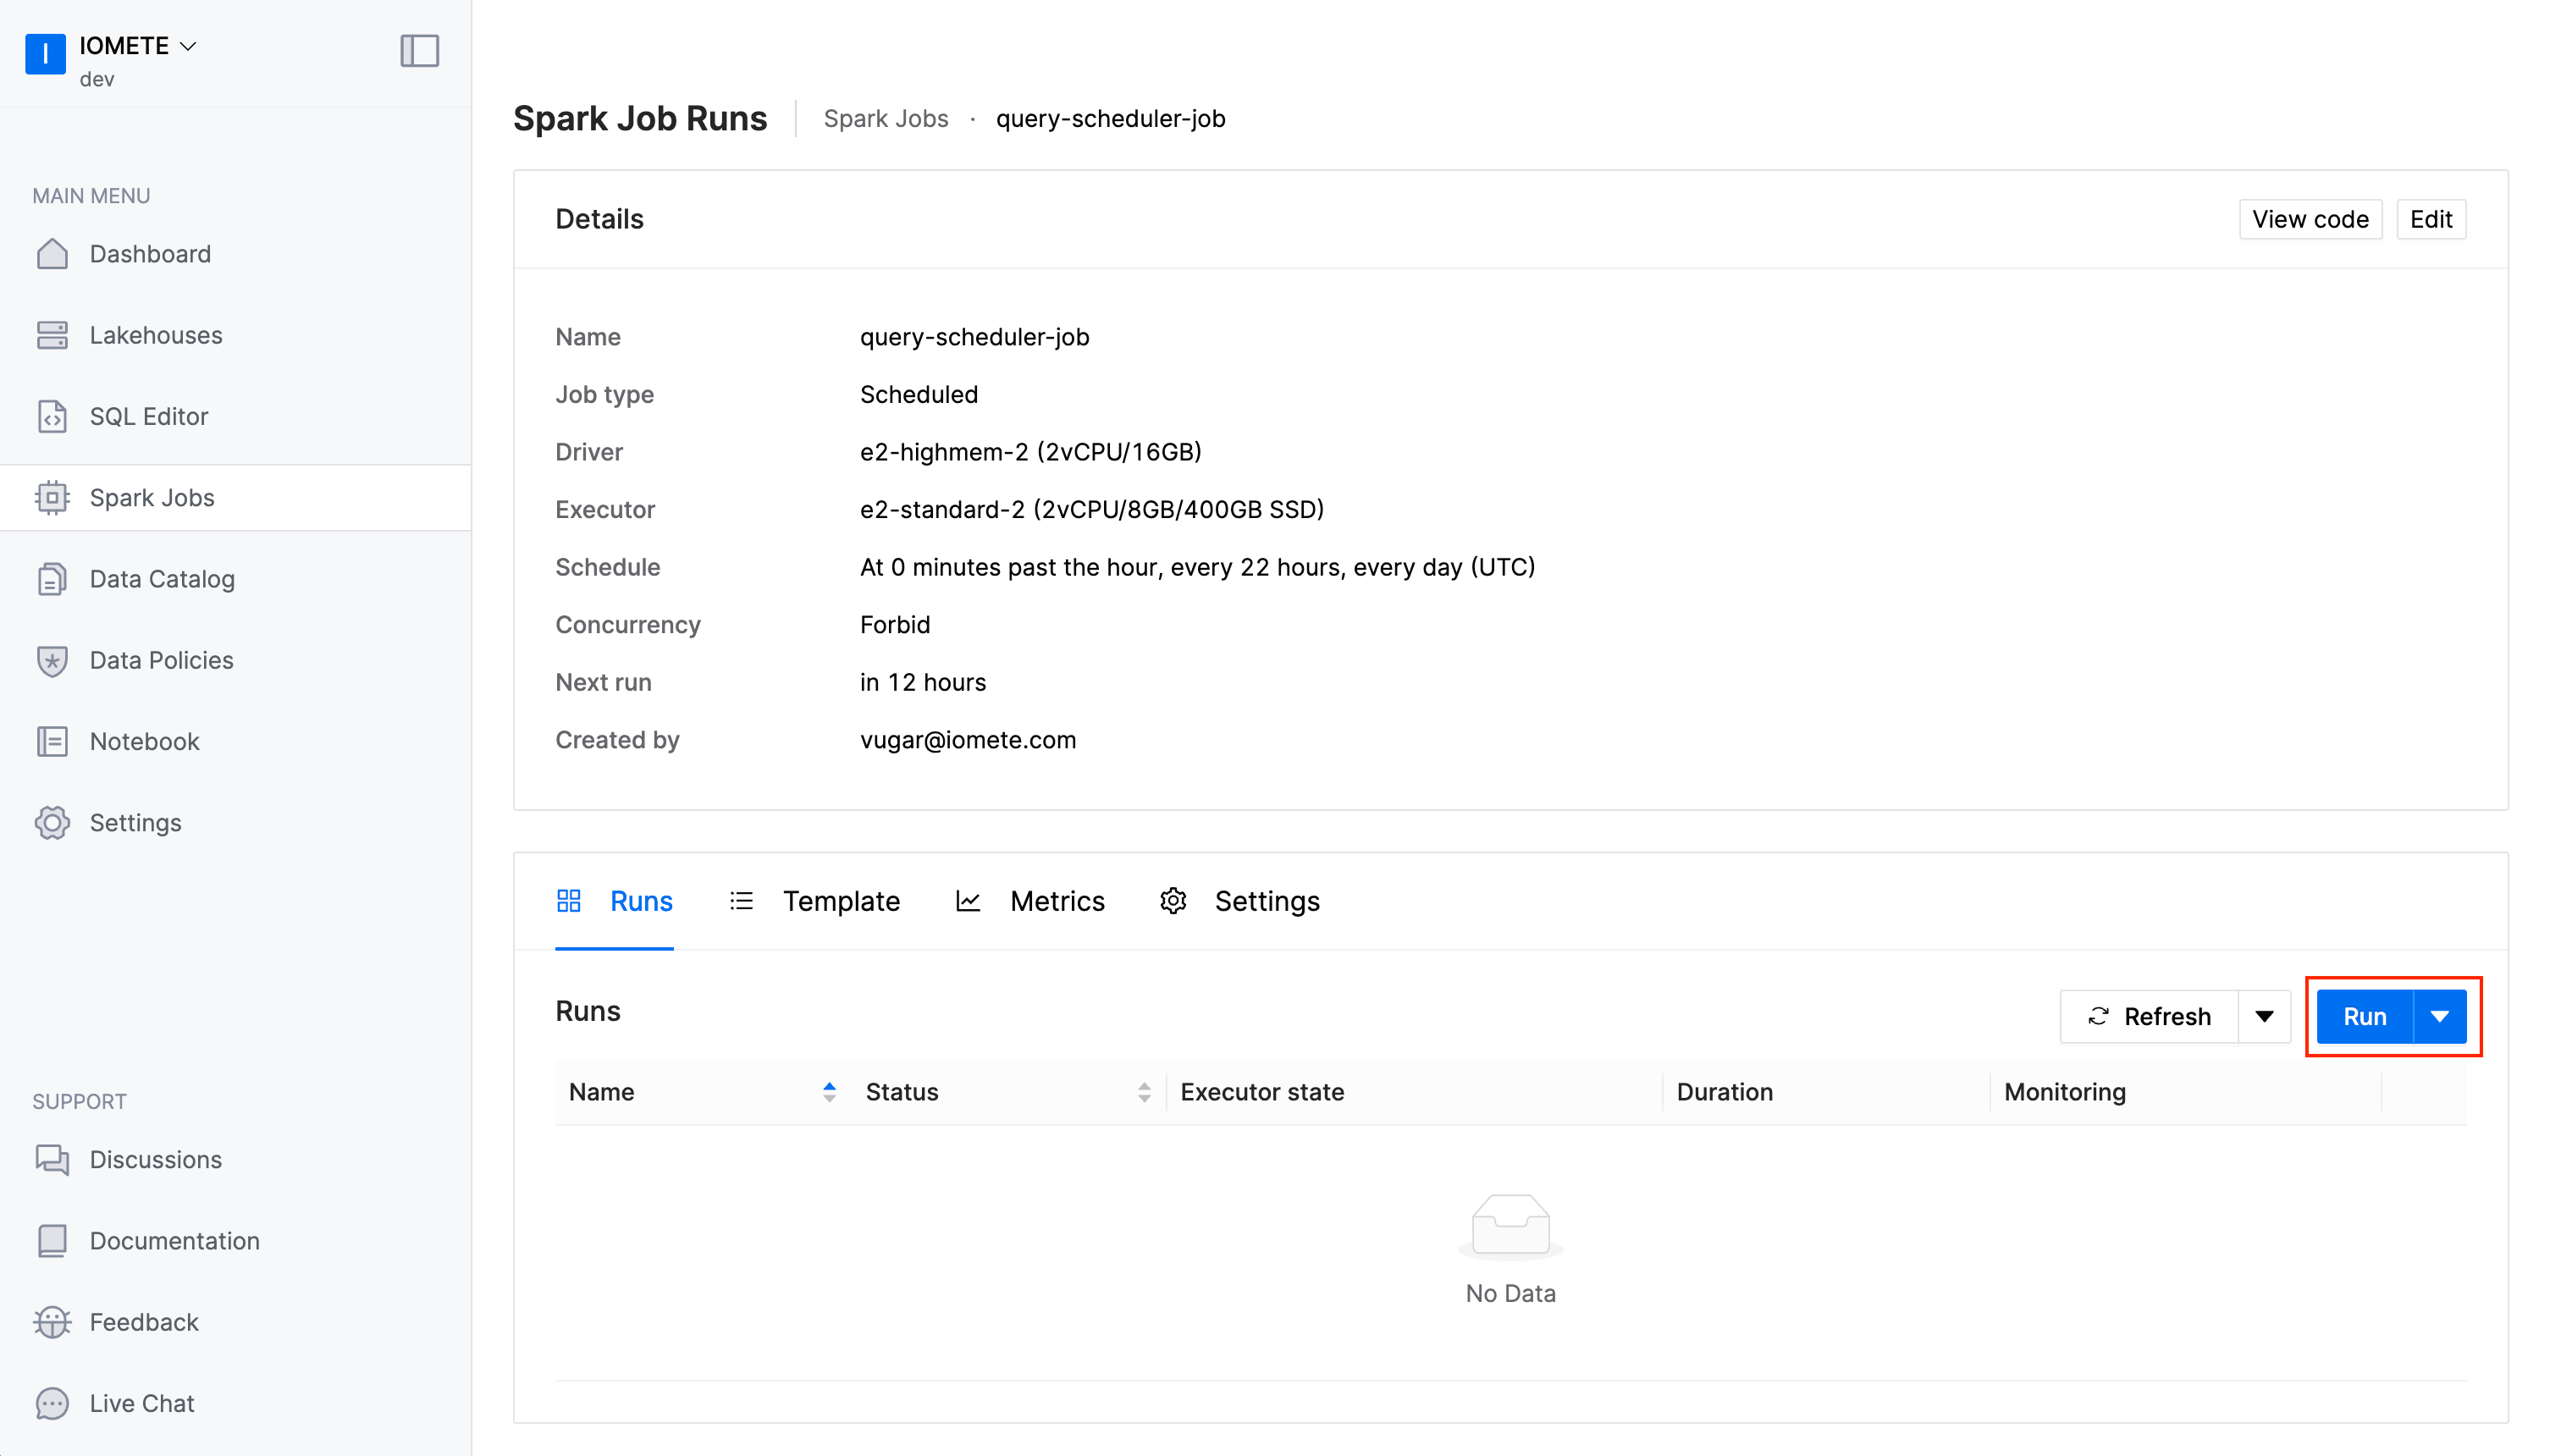 I
IOMETE
dev
MAIN MENU
Dashboard
Lakehouses
SQL Editor
Spark Jobs
Data Catalog
Data Policies
Notebook
Settings
SUPPORT
Discussions
Documentation
Feedback
Live Chat
Spark Job Runs Spark Jobs · query-scheduler-job
Details View code Edit
Name query-scheduler-job
Job type Scheduled
Driver e2-highmem-2 (2vCPU/16GB)
Executor e2-standard-2 (2vCPU/8GB/400GB SSD)
Schedule At 0 minutes past the hour, every 22 hours, every day (UTC)
Concurrency Forbid
Next run in 12 hours
Created by vugar@iomete.com
Runs Template Metrics Settings
Runs Refresh Run
Name Status Executor state Duration Monitoring
No Data